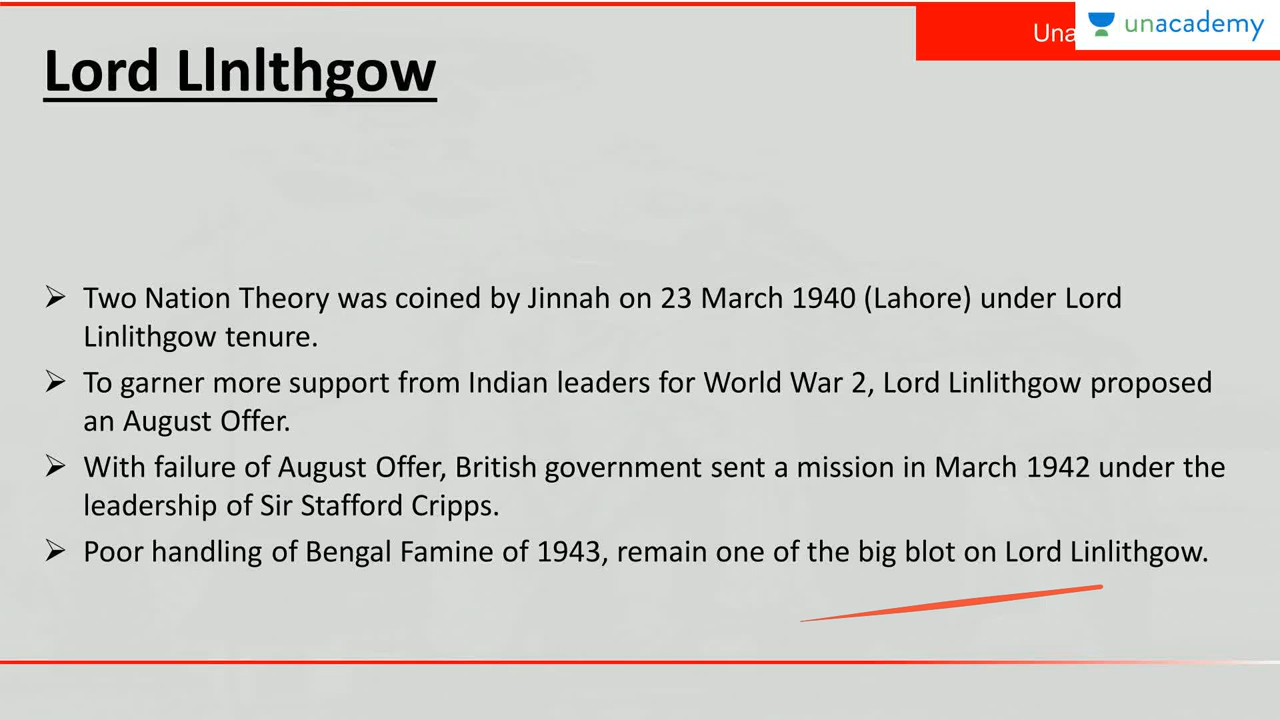 Una
unacademy
Lord LInlthgow
➢ Two Nation Theory was coined by Jinnah on 23 March 1940 (Lahore) under Lord
Linlithgow tenure.
➢ To garner more support from Indian leaders for World War 2, Lord Linlithgow proposed
an August Offer.
➢ With failure of August Offer, British government sent a mission in March 1942 under the
leadership of Sir Stafford Cripps.
➢ Poor handling of Bengal Famine of 1943, remain one of the big blot on Lord Linlithgow.